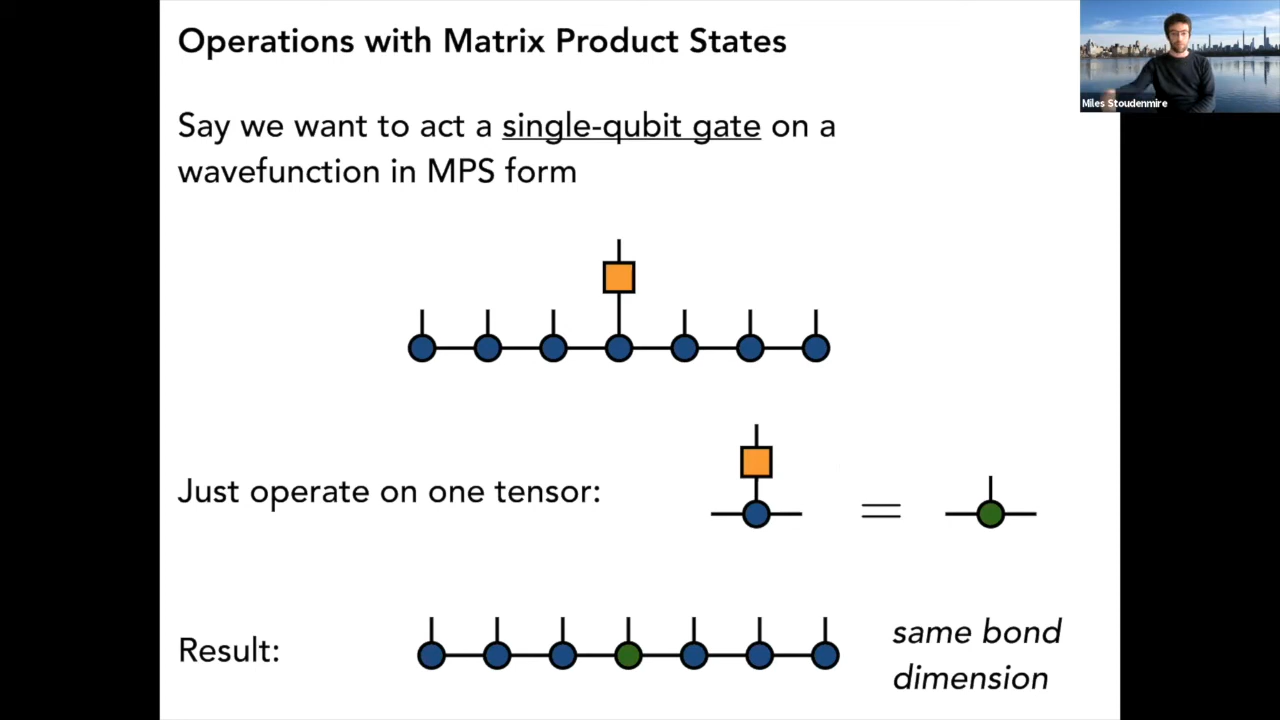 Operations with Matrix Product States
Miles Stoudenmire
Say we want to act a single-qubit gate on a
wavefunction in MPS form
Just operate on one tensor:
=
Result:
same bond
dimension